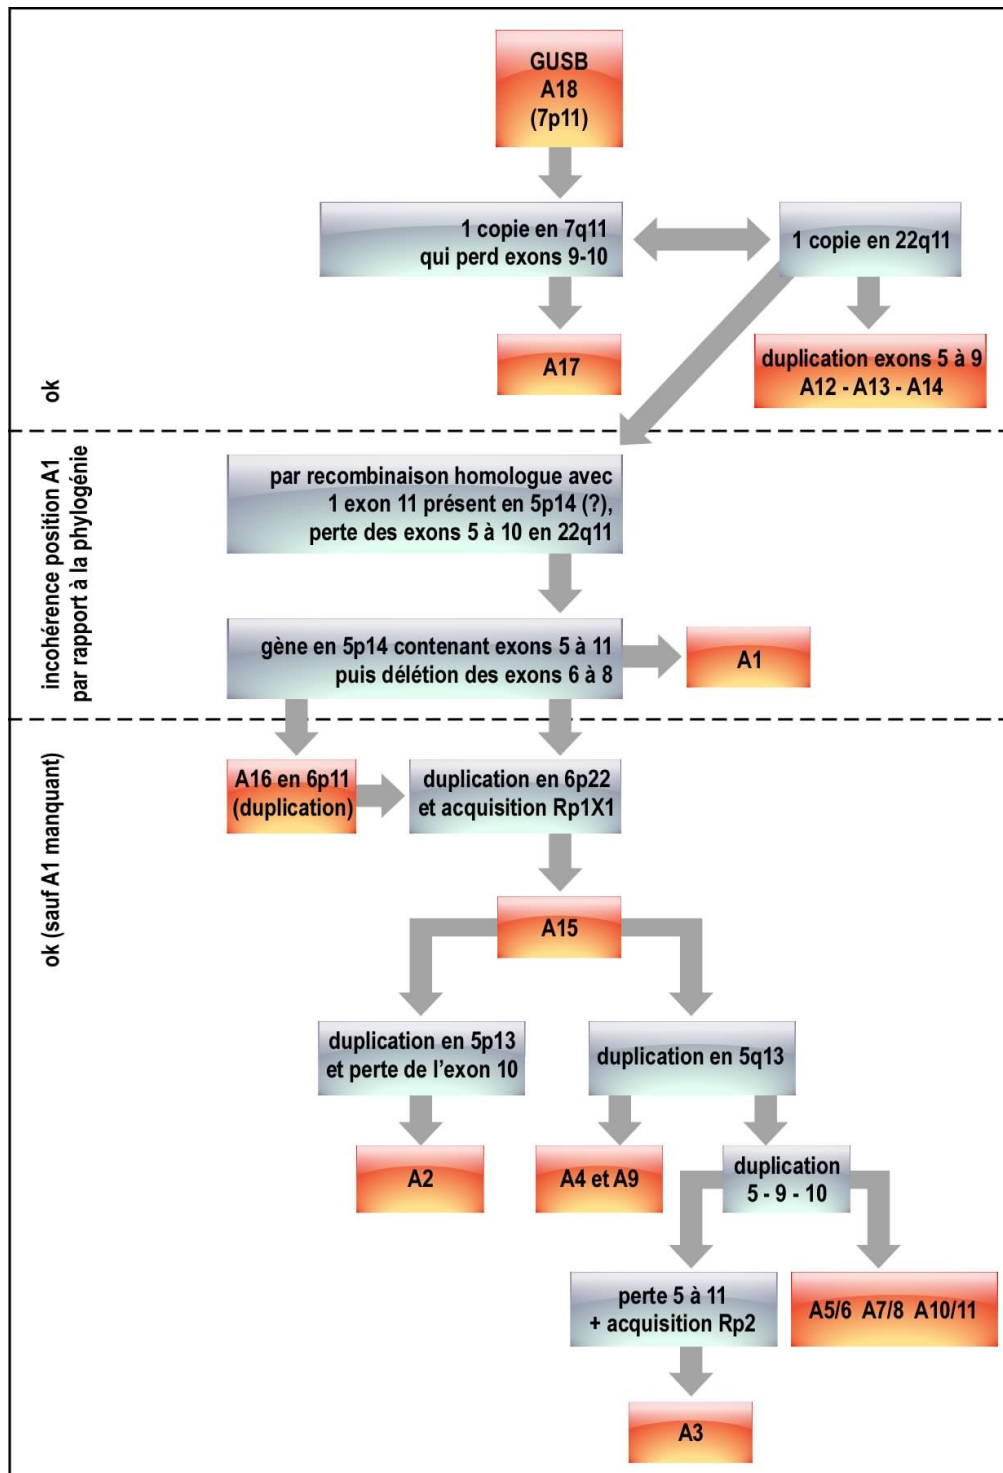 GUSB
A18
(7p11)
1 copie en 7q11
qui perd exons 9-10
1 copie en 22q11
A17
duplication exons 5 à 9
A12 - A13 - A14
ok
par recombinaison homologue avec
1 exon 11 présent en 5p14 (?),
perte des exons 5 à 10 en 22q11
gène en 5p14 contenant exons 5 à 11
puis délétion des exons 6 à 8
A1
incohérence position A1
par rapport à la phylogénie
A16 en 6p11
(duplication)
duplication en 6p22
et acquisition Rp1X1
A15
ok (sauf A1 manquant)
duplication en 5p13
et perte de l’exon 10
duplication en 5q13
A2
A4 et A9
duplication
5 - 9 - 10
perte 5 à 11
+ acquisition Rp2
A5/6 A7/8 A10/11
A3